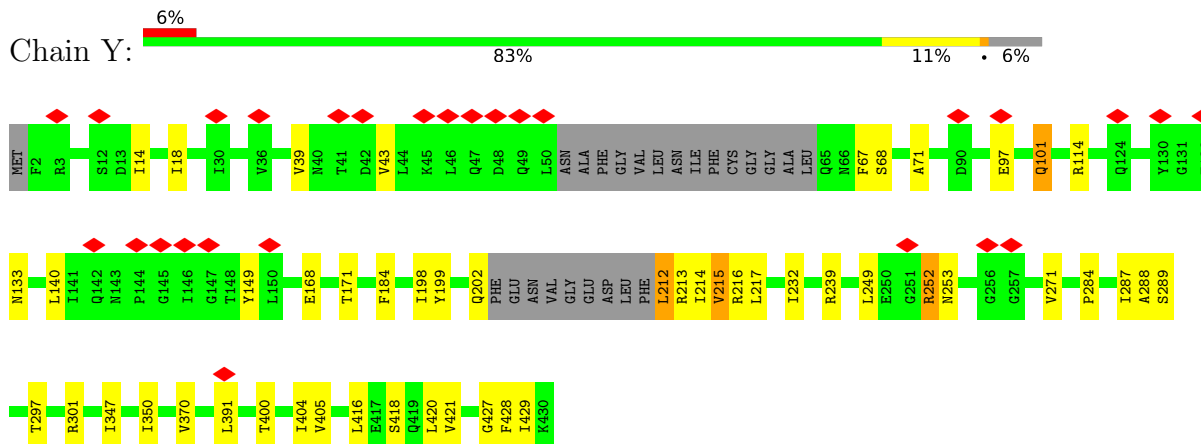 6%
Chain Y:
83% 11% • 6%
MET F2 R3 S12 D13 I14 I18 I30 V36 V39 N40 T41 D42 V43 L44 K45 L46 Q47 D48 Q49 L50 ASN ALA PHE GLY VAL LEU ASN ILE PHE CYS GLY GLY ALA LEU Q65 N66 F67 S68 A71 D90 E97 Q101 R114 Q124 Y130 G131
N133 L140 I141 Q142 N143 P144 G145 I146 G147 T148 Y149 L150 E168 T171 F184 I198 Y199 Q202 PHE GLU ASN VAL GLY GLU ASP LEU PHE L212 R213 I214 V215 R216 L217 I232 R239 L249 E250 G251 R252 N253 G256 G257 V271 P284 I287 A288 S289
T297 R301 I347 I350 V370 L391 T400 I404 V405 L416 E417 S418 Q419 L420 V421 G427 F428 I429 K430